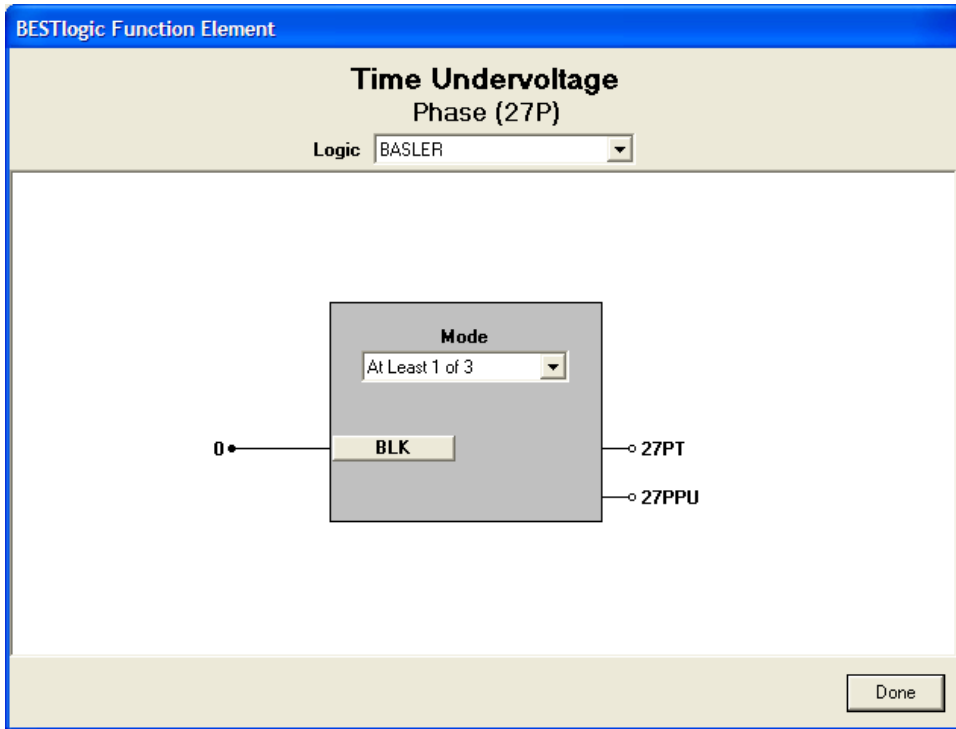 BESTlogic Function Element
Time Undervoltage
Phase (27P)
Logic BASLER
Mode
At Least 1 of 3
0 BLK 27PT
27PPU
Done